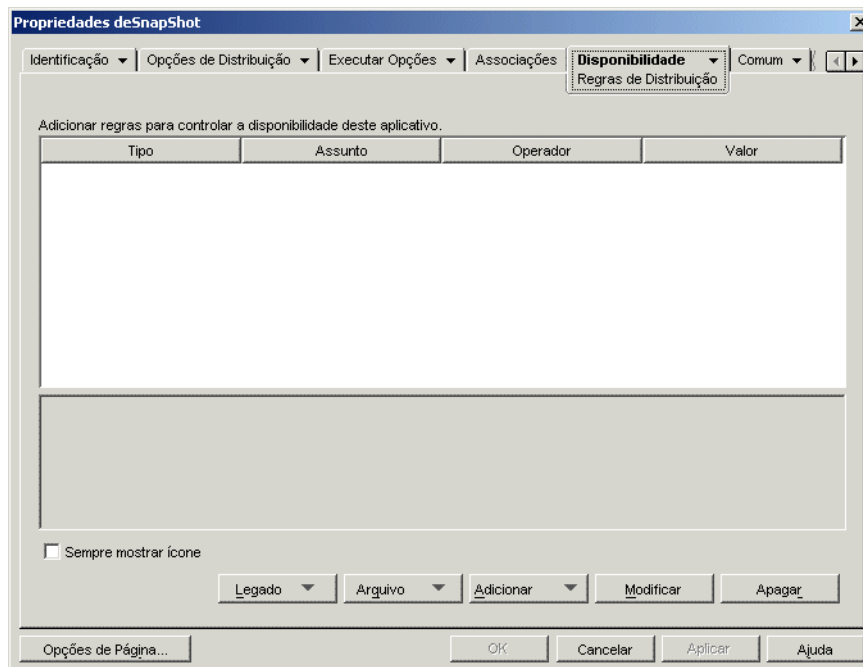 Propriedades deSnapShot
Identificação Opções de Distribuição Executar Opções Associações Disponibilidade Comum
Regras de Distribuição
Adicionar regras para controlar a disponibilidade deste aplicativo.
Tipo Assunto Operador Valor
Sempre mostrar ícone
Legado Arquivo Adicionar Modificar Apagar
Opções de Página... OK Cancelar Aplicar Ajuda